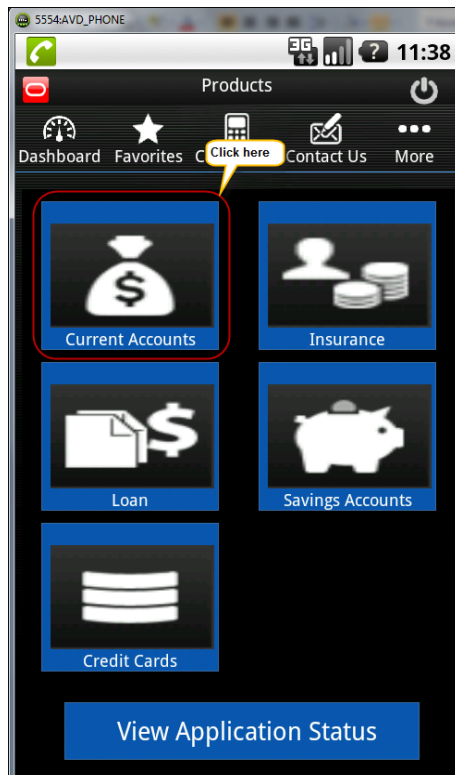 5554:AVD_PHONE
3G
?
11:38
Products
Dashboard
Favorites
C
Click here
Contact Us
More
$
Current Accounts
Insurance
$
Loan
Savings Accounts
Credit Cards
View Application Status